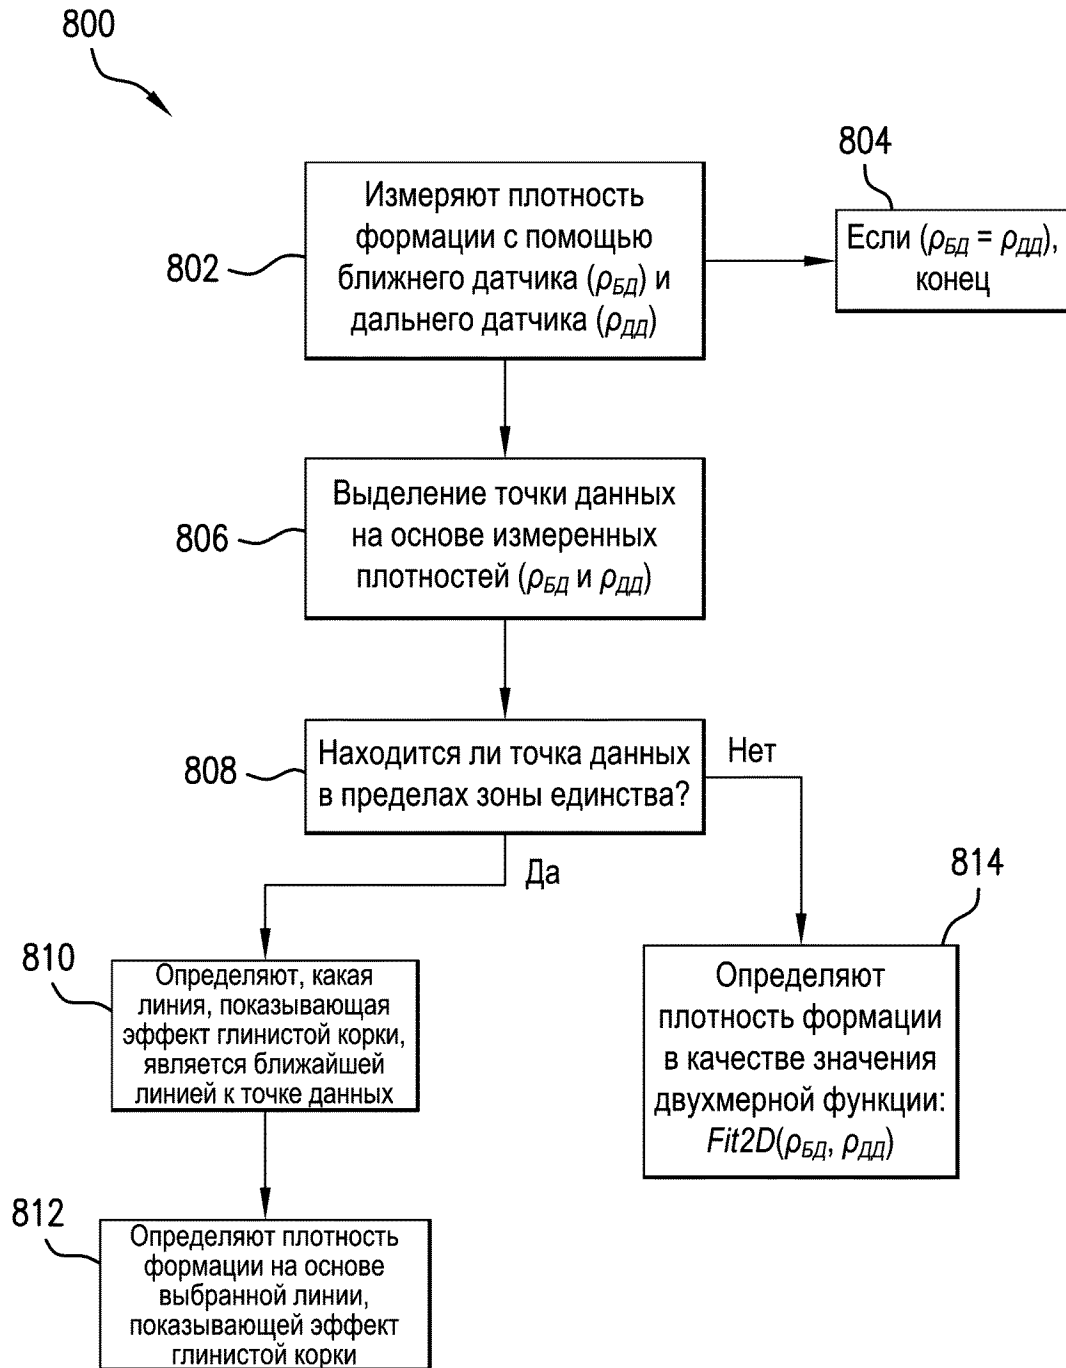 800
802
Измеряют плотность
формации с помощью
ближнего датчика (ρБД) и
дальнего датчика (ρДД)
804
Если (ρБД = ρДД),
конец
806
Выделение точки данных
на основе измеренных
плотностей (ρБД и ρДД)
808
Находится ли точка данных
в пределах зоны единства?
Нет
Да
810
Определяют, какая
линия, показывающая
эффект глинистой корки,
является ближайшей
линией к точке данных
814
Определяют
плотность формации
в качестве значения
двухмерной функции:
Fit2D(ρБД, ρДД)
812
Определяют плотность
формации на основе
выбранной линии,
показывающей эффект
глинистой корки